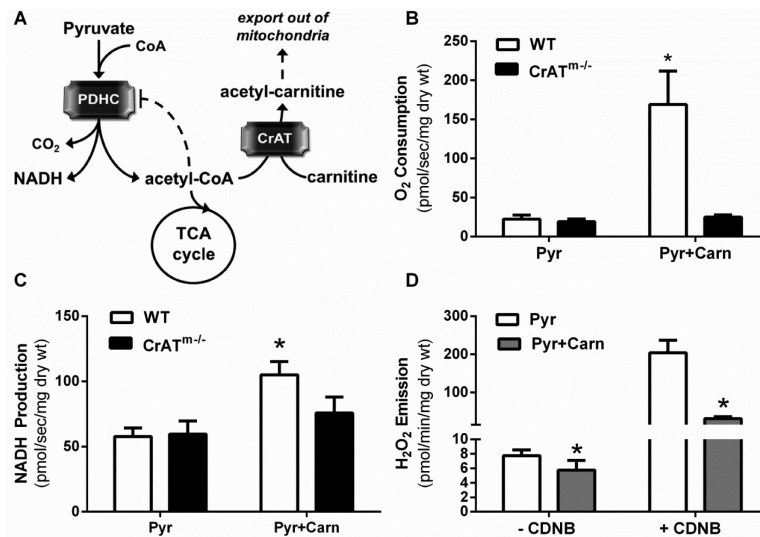 A
Pyruvate
CoA
PDHC
CO₂
NADH
acetyl-CoA
TCA
cycle
export out of
mitochondria
acetyl-carnitine
CrAT
carnitine
B
WT
CrATᵐ⁻/⁻
O₂ Consumption
(pmol/sec/mg dry wt)
250
200
150
100
50
0
*
Pyr
Pyr+Carn
C
WT
CrATᵐ⁻/⁻
NADH Production
(pmol/sec/mg dry wt)
150
100
50
0
*
Pyr
Pyr+Carn
D
Pyr
Pyr+Carn
H₂O₂ Emission
(pmol/min/mg dry wt)
300
200
100
10
8
6
4
2
0
*
*
- CDNB
+ CDNB